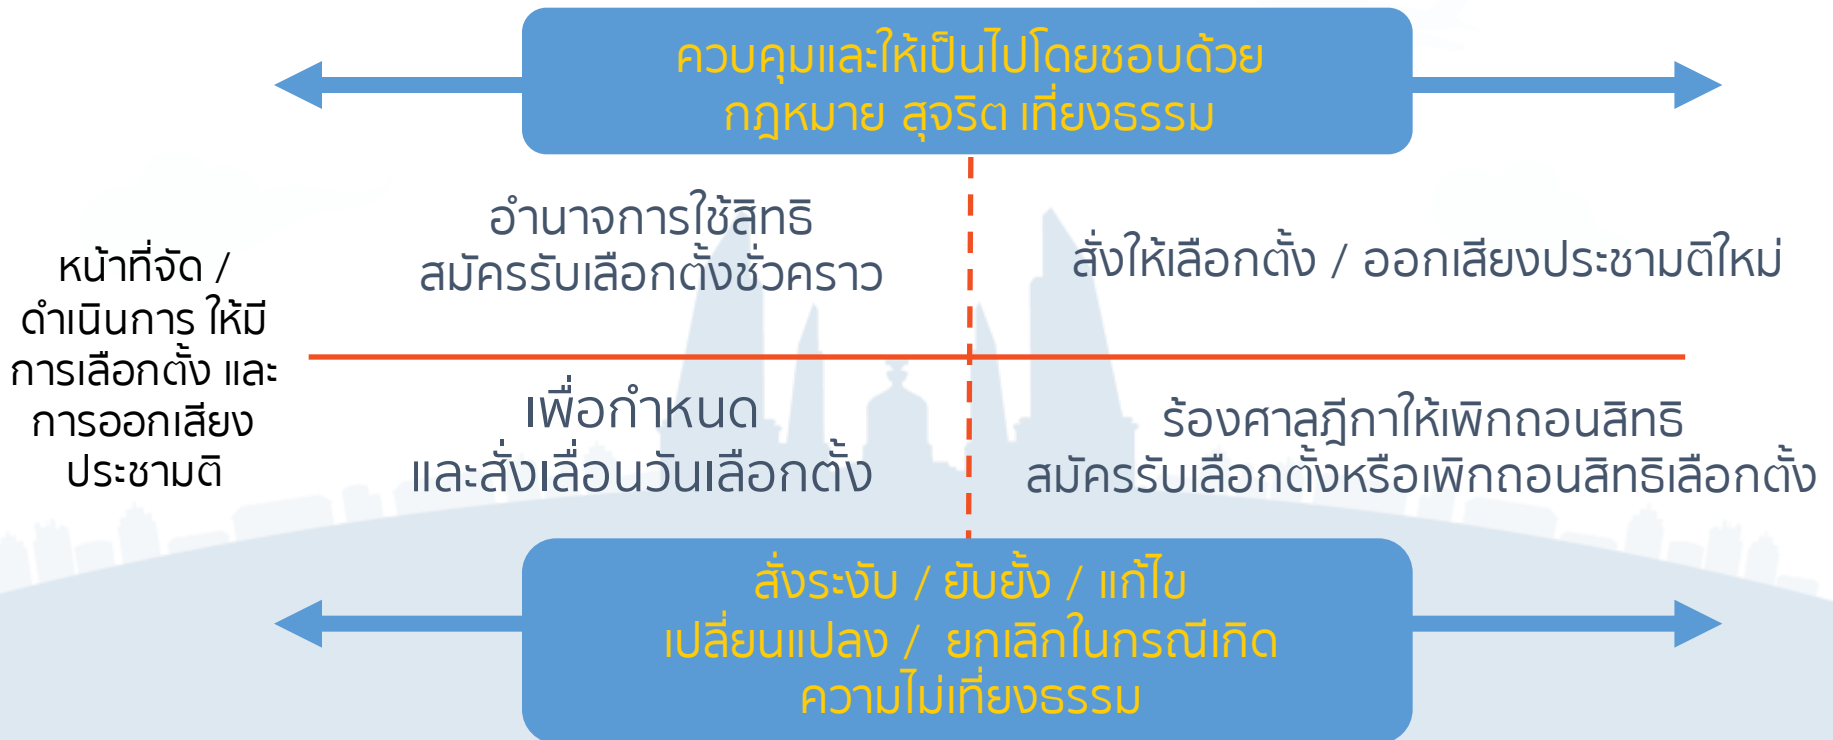 ควบคุมและให้เป็นไปโดยชอบด้วย
กฎหมาย สุจริต เที่ยงธรรม
หน้าที่จัด /
ดำเนินการ ให้มี
การเลือกตั้ง และ
การออกเสียง
ประชามติ
อำนาจการใช้สิทธิ
สมัครรับเลือกตั้งชั่วคราว
สั่งให้เลือกตั้ง / ออกเสียงประชามติใหม่
เพื่อกำหนด
และสั่งเลื่อนวันเลือกตั้ง
ร้องศาลฎีกาให้เพิกถอนสิทธิ
สมัครรับเลือกตั้งหรือเพิกถอนสิทธิเลือกตั้ง
สั่งระงับ / ยับยั้ง / แก้ไข
เปลี่ยนแปลง / ยกเลิกในกรณีเกิด
ความไม่เที่ยงธรรม